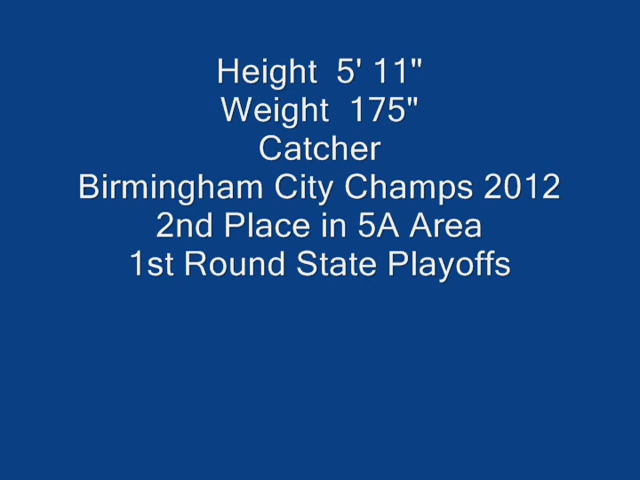 Height  5' 11"
Weight  175"
Catcher
Birmingham City Champs 2012
2nd Place in 5A Area
1st Round State Playoffs